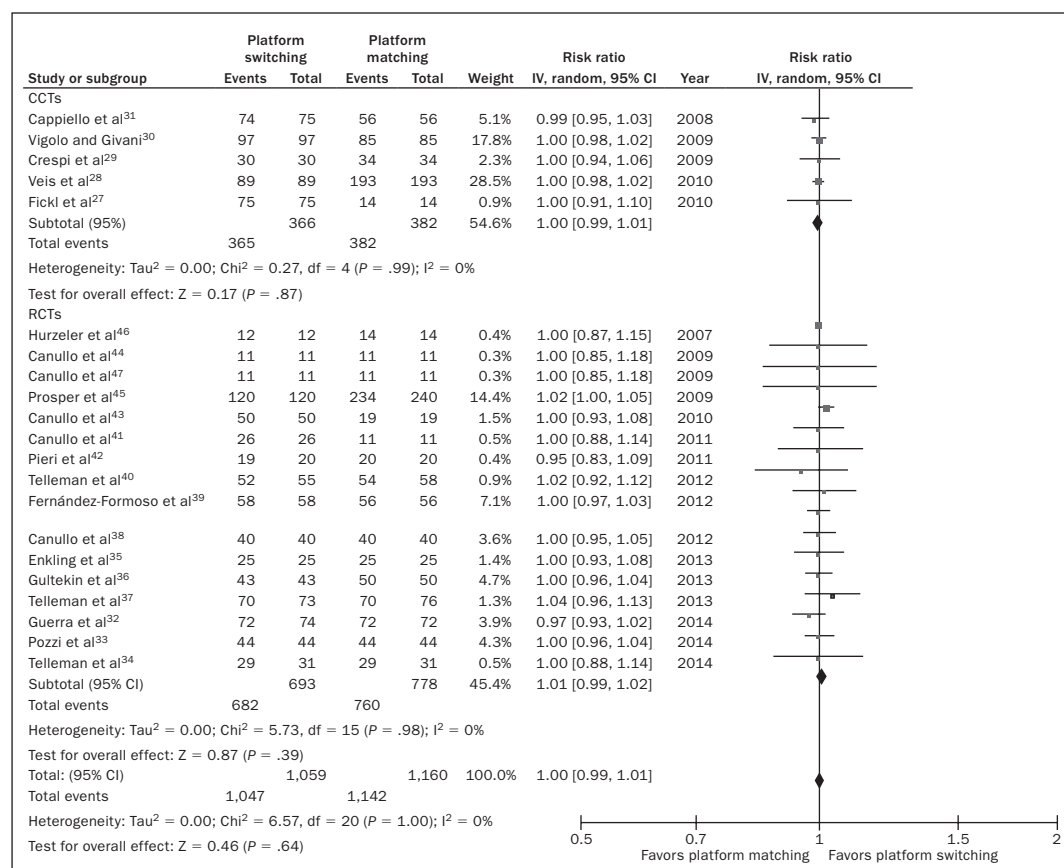 Platform Platform
switching matching Risk ratio Risk ratio
Study or subgroup Events Total Events Total Weight IV, random, 95% CI Year IV, random, 95% CI
CCTs
Cappiello et al³¹ 74 75 56 56 5.1% 0.99 [0.95, 1.03] 2008
Vigolo and Givani³⁰ 97 97 85 85 17.8% 1.00 [0.98, 1.02] 2009
Crespi et al²⁹ 30 30 34 34 2.3% 1.00 [0.94, 1.06] 2009
Veis et al²⁸ 89 89 193 193 28.5% 1.00 [0.98, 1.02] 2010
Fickl et al²⁷ 75 75 14 14 0.9% 1.00 [0.91, 1.10] 2010
Subtotal (95%) 366 382 54.6% 1.00 [0.99, 1.01]
Total events 365 382
Heterogeneity: Tau² = 0.00; Chi² = 0.27, df = 4 (P = .99); I² = 0%
Test for overall effect: Z = 0.17 (P = .87)
RCTs
Hurzeler et al⁴⁶ 12 12 14 14 0.4% 1.00 [0.87, 1.15] 2007
Canullo et al⁴⁴ 11 11 11 11 0.3% 1.00 [0.85, 1.18] 2009
Canullo et al⁴⁷ 11 11 11 11 0.3% 1.00 [0.85, 1.18] 2009
Prosper et al⁴⁵ 120 120 234 240 14.4% 1.02 [1.00, 1.05] 2009
Canullo et al⁴³ 50 50 19 19 1.5% 1.00 [0.93, 1.08] 2010
Canullo et al⁴¹ 26 26 11 11 0.5% 1.00 [0.88, 1.14] 2011
Pieri et al⁴² 19 20 20 20 0.4% 0.95 [0.83, 1.09] 2011
Telleman et al⁴⁰ 52 55 54 58 0.9% 1.02 [0.92, 1.12] 2012
Fernández-Formoso et al³⁹ 58 58 56 56 7.1% 1.00 [0.97, 1.03] 2012
Canullo et al³⁸ 40 40 40 40 3.6% 1.00 [0.95, 1.05] 2012
Enkling et al³⁵ 25 25 25 25 1.4% 1.00 [0.93, 1.08] 2013
Gultekin et al³⁶ 43 43 50 50 4.7% 1.00 [0.96, 1.04] 2013
Telleman et al³⁷ 70 73 70 76 1.3% 1.04 [0.96, 1.13] 2013
Guerra et al³² 72 74 72 72 3.9% 0.97 [0.93, 1.02] 2014
Pozzi et al³³ 44 44 44 44 4.3% 1.00 [0.96, 1.04] 2014
Telleman et al³⁴ 29 31 29 31 0.5% 1.00 [0.88, 1.14] 2014
Subtotal (95% CI) 693 778 45.4% 1.01 [0.99, 1.02]
Total events 682 760
Heterogeneity: Tau² = 0.00; Chi² = 5.73, df = 15 (P = .98); I² = 0%
Test for overall effect: Z = 0.87 (P = .39)
Total: (95% CI) 1,059 1,160 100.0% 1.00 [0.99, 1.01]
Total events 1,047 1,142
Heterogeneity: Tau² = 0.00; Chi² = 6.57, df = 20 (P = 1.00); I² = 0%
Test for overall effect: Z = 0.46 (P = .64)
0.5 0.7 1 1.5 2
Favors platform matching Favors platform switching